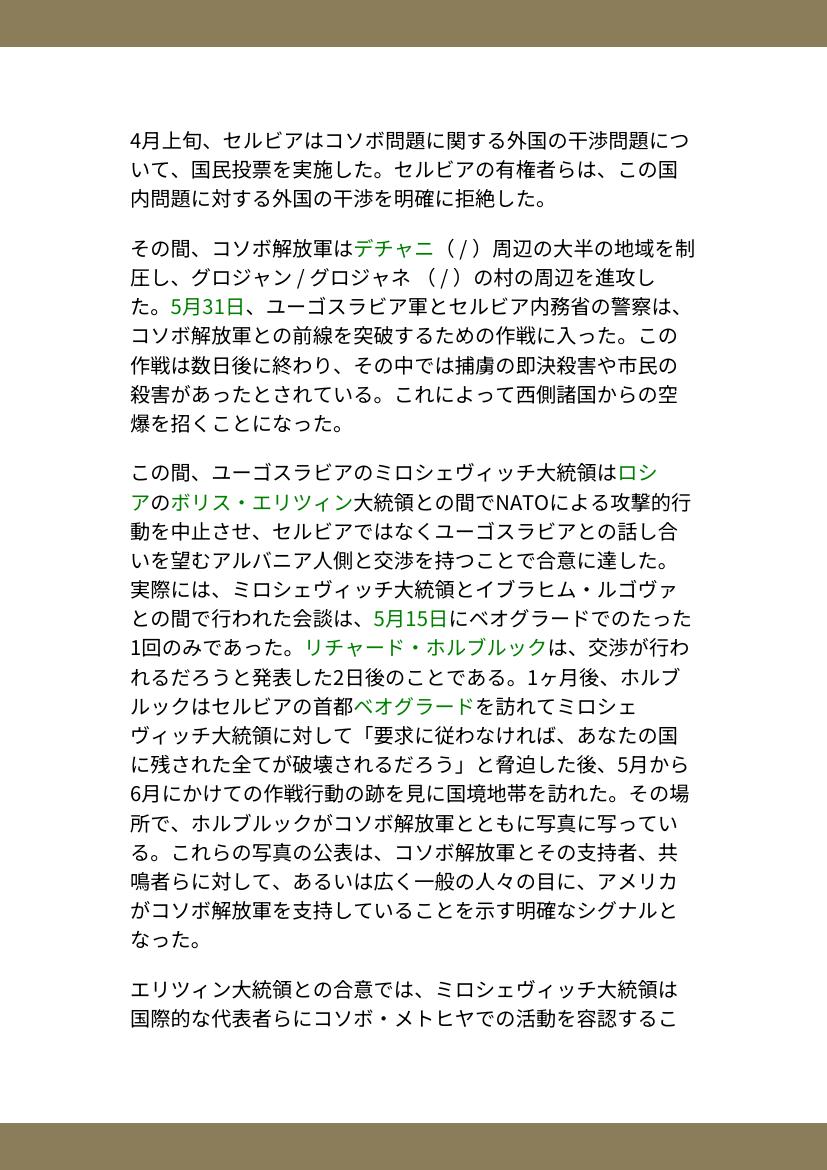 4月上旬、セルビアはコソボ問題に関する外国の干渉問題につ
いて、国民投票を実施した。セルビアの有権者らは、この国
内問題に対する外国の干渉を明確に拒絶した。
その間、コソボ解放軍はデチャニ（ / ）周辺の大半の地域を制
圧し、グロジャン / グロジャネ （ / ）の村の周辺を進攻し
た。5月31日、ユーゴスラビア軍とセルビア内務省の警察は、
コソボ解放軍との前線を突破するための作戦に入った。この
作戦は数日後に終わり、その中では捕虜の即決殺害や市民の
殺害があったとされている。これによって西側諸国からの空
爆を招くことになった。
この間、ユーゴスラビアのミロシェヴィッチ大統領はロシ
アのボリス・エリツィン大統領との間でNATOによる攻撃的行
動を中止させ、セルビアではなくユーゴスラビアとの話し合
いを望むアルバニア人側と交渉を持つことで合意に達した。
実際には、ミロシェヴィッチ大統領とイブラヒム・ルゴヴァ
との間で行われた会談は、5月15日にベオグラードでのたった
1回のみであった。リチャード・ホルブルックは、交渉が行わ
れるだろうと発表した2日後のことである。1ヶ月後、ホルブ
ルックはセルビアの首都ベオグラードを訪れてミロシェ
ヴィッチ大統領に対して「要求に従わなければ、あなたの国
に残された全てが破壊されるだろう」と脅迫した後、5月から
6月にかけての作戦行動の跡を見に国境地帯を訪れた。その場
所で、ホルブルックがコソボ解放軍とともに写真に写ってい
る。これらの写真の公表は、コソボ解放軍とその支持者、共
鳴者らに対して、あるいは広く一般の人々の目に、アメリカ
がコソボ解放軍を支持していることを示す明確なシグナルと
なった。
エリツィン大統領との合意では、ミロシェヴィッチ大統領は
国際的な代表者らにコソボ・メトヒヤでの活動を容認するこ